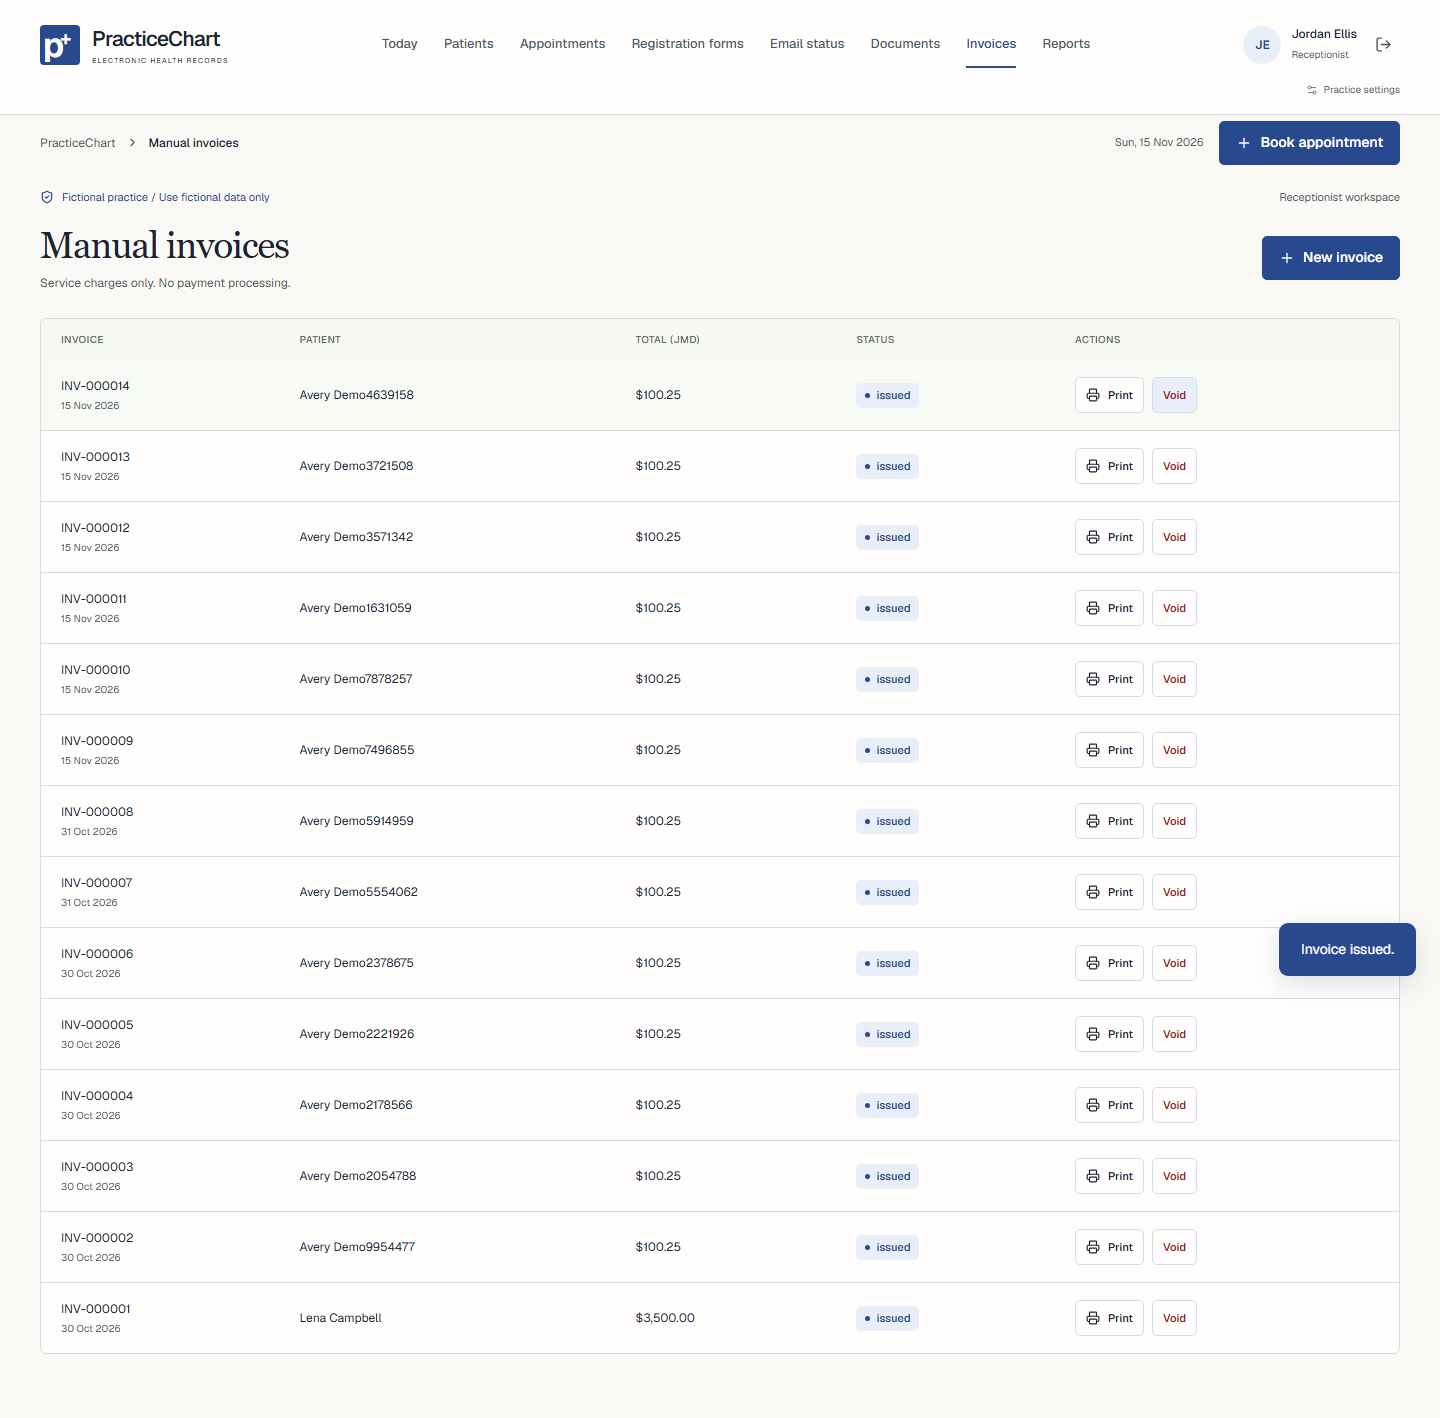 p+ PracticeChart
ELECTRONIC HEALTH RECORDS
Today Patients Appointments Registration forms Email status Documents Invoices Reports
JE Jordan Ellis
Receptionist
Practice settings
PracticeChart > Manual invoices
Sun, 15 Nov 2026
+ Book appointment
Fictional practice / Use fictional data only
Receptionist workspace
Manual invoices
Service charges only. No payment processing.
+ New invoice
INVOICE PATIENT TOTAL (JMD) STATUS ACTIONS
INV-000014 Avery Demo4639158 $100.25 issued Print Void
15 Nov 2026
INV-000013 Avery Demo3721508 $100.25 issued Print Void
15 Nov 2026
INV-000012 Avery Demo3571342 $100.25 issued Print Void
15 Nov 2026
INV-000011 Avery Demo1631059 $100.25 issued Print Void
15 Nov 2026
INV-000010 Avery Demo7878257 $100.25 issued Print Void
15 Nov 2026
INV-000009 Avery Demo7496855 $100.25 issued Print Void
15 Nov 2026
INV-000008 Avery Demo5914959 $100.25 issued Print Void
31 Oct 2026
INV-000007 Avery Demo5554062 $100.25 issued Print Void
31 Oct 2026
INV-000006 Avery Demo2378675 $100.25 issued Print Void
30 Oct 2026
Invoice issued.
INV-000005 Avery Demo2221926 $100.25 issued Print Void
30 Oct 2026
INV-000004 Avery Demo2178566 $100.25 issued Print Void
30 Oct 2026
INV-000003 Avery Demo2054788 $100.25 issued Print Void
30 Oct 2026
INV-000002 Avery Demo9954477 $100.25 issued Print Void
30 Oct 2026
INV-000001 Lena Campbell $3,500.00 issued Print Void
30 Oct 2026